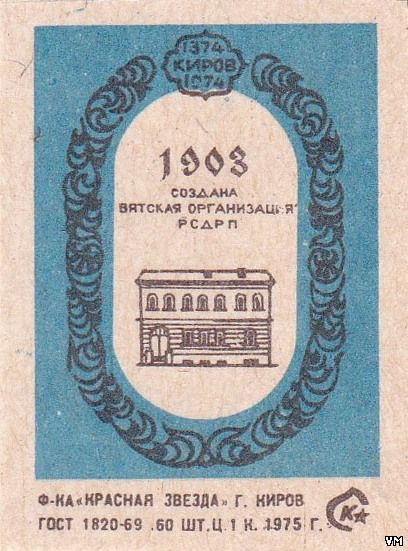 1374
КИРОВ
1974
1903
СОЗДАНА
ВЯТСКАЯ ОРГАНИЗАЦИЯ
РСДРП
Ф-КА «КРАСНАЯ ЗВЕЗДА» Г. КИРОВ
ГОСТ 1820-69 .60 ШТ.Ц.1 К. 1975 Г.
К
VM